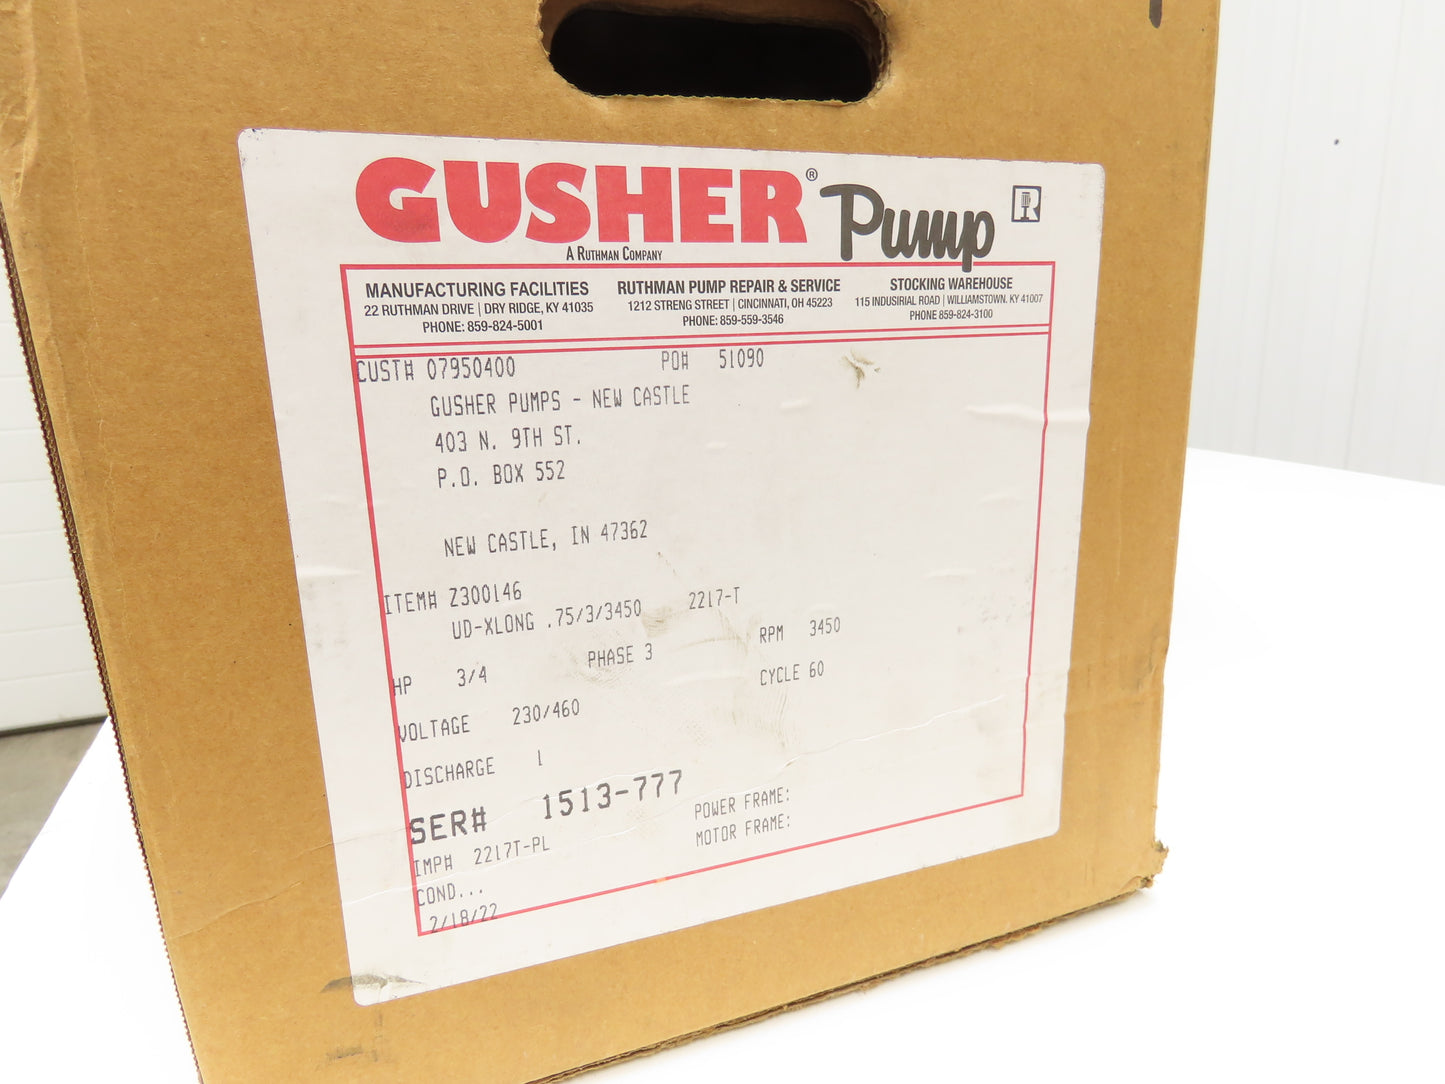 GUSHER® Pump
A RUTHMAN COMPANY
MANUFACTURING FACILITIES
22 RUTHMAN DRIVE | DRY RIDGE, KY 41035
PHONE: 859-824-5001
RUTHMAN PUMP REPAIR & SERVICE
1212 STRENG STREET | CINCINNATI, OH 45223
PHONE: 859-559-3546
STOCKING WAREHOUSE
115 INDUSIRIAL ROAD | WILLIAMSTOWN. KY 41007
PHONE 859-824-3100
CUST# 07950400 PO# 51090
GUSHER PUMPS - NEW CASTLE
403 N. 9TH ST.
P.O. BOX 552
NEW CASTLE, IN 47362
ITEM# Z300146
UD-XLONG .75/3/3450 2217-T
HP 3/4 PHASE 3 RPM 3450
VOLTAGE 230/460 CYCLE 60
DISCHARGE 1
SER# 1513-777 POWER FRAME:
IMP# 2217T-PL MOTOR FRAME:
COND...
2/18/22